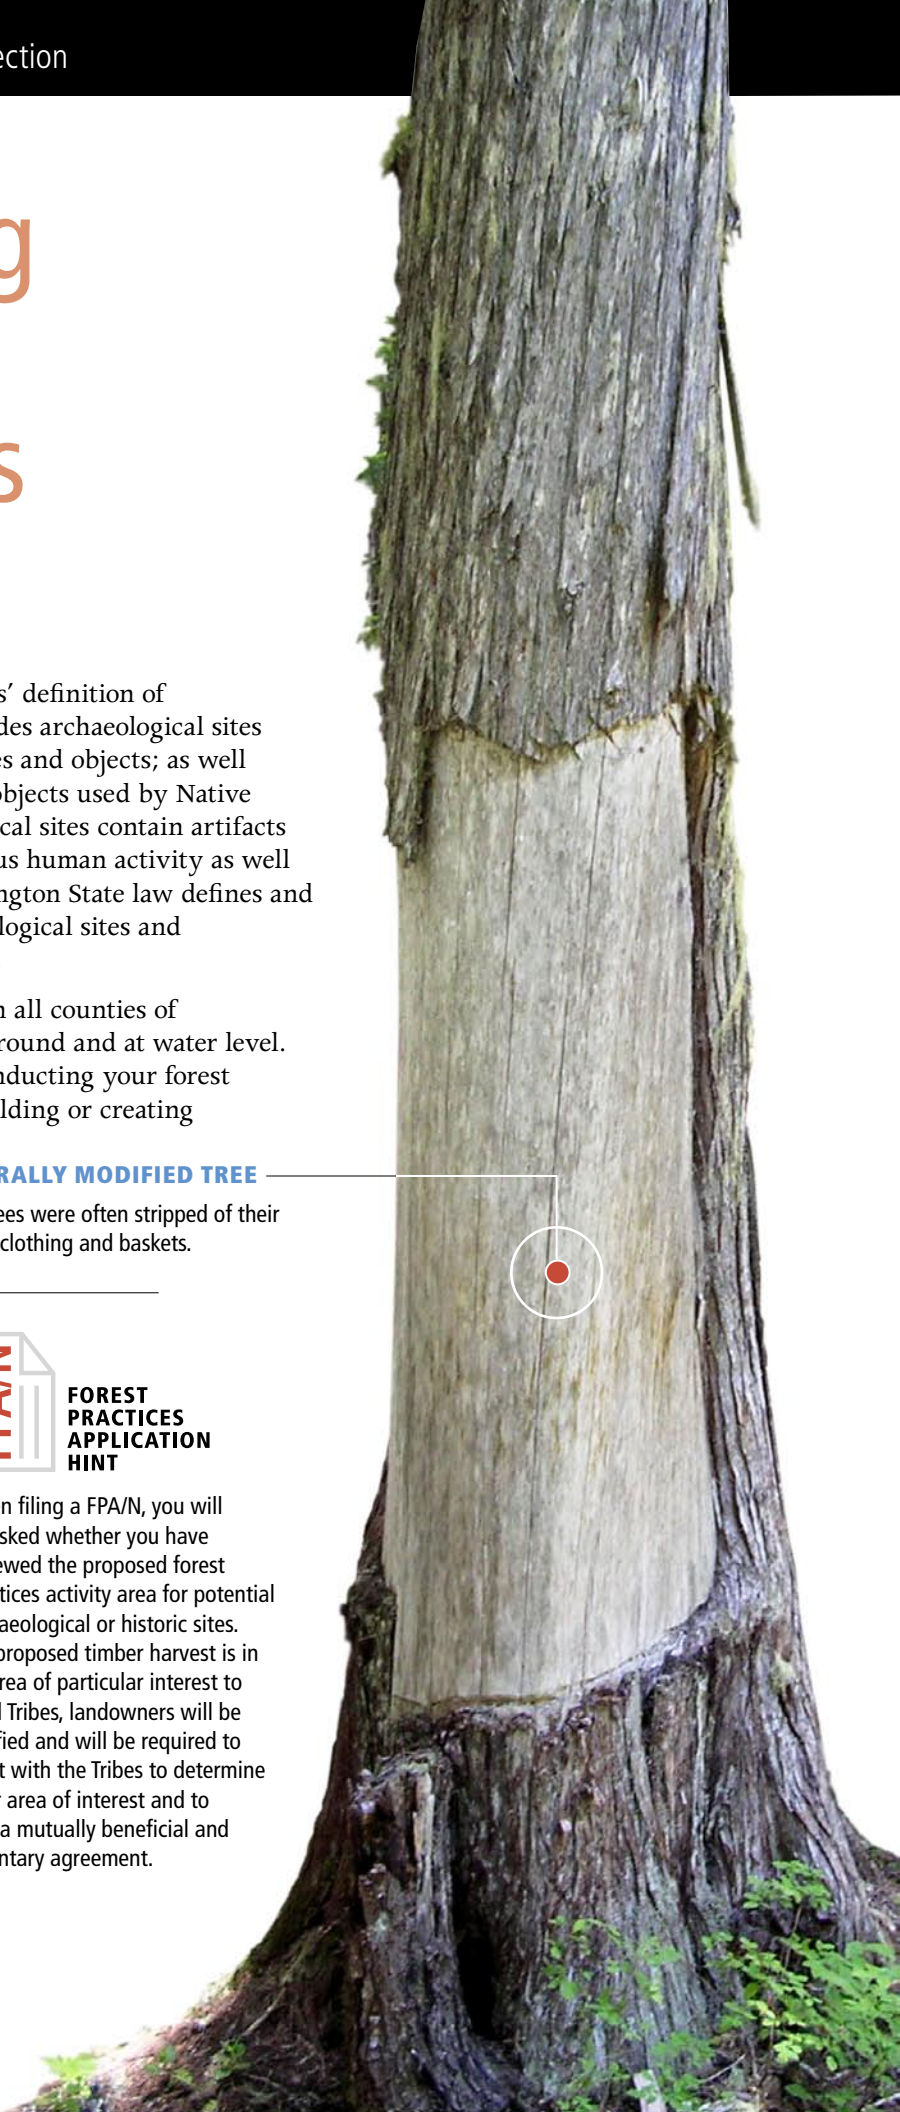 ection
g
s
s’ definition of
des archaeological sites
es and objects; as well
objects used by Native
cal sites contain artifacts
us human activity as well
ngton State law defines and
logical sites and
n all counties of
round and at water level.
nducting your forest
lding or creating
RALLY MODIFIED TREE
ees were often stripped of their
clothing and baskets.
FPA/N
FOREST
PRACTICES
APPLICATION
HINT
n filing a FPA/N, you will
sked whether you have
ewed the proposed forest
tices activity area for potential
aeological or historic sites.
proposed timber harvest is in
rea of particular interest to
l Tribes, landowners will be
fied and will be required to
t with the Tribes to determine
r area of interest and to
a mutually beneficial and
ntary agreement.